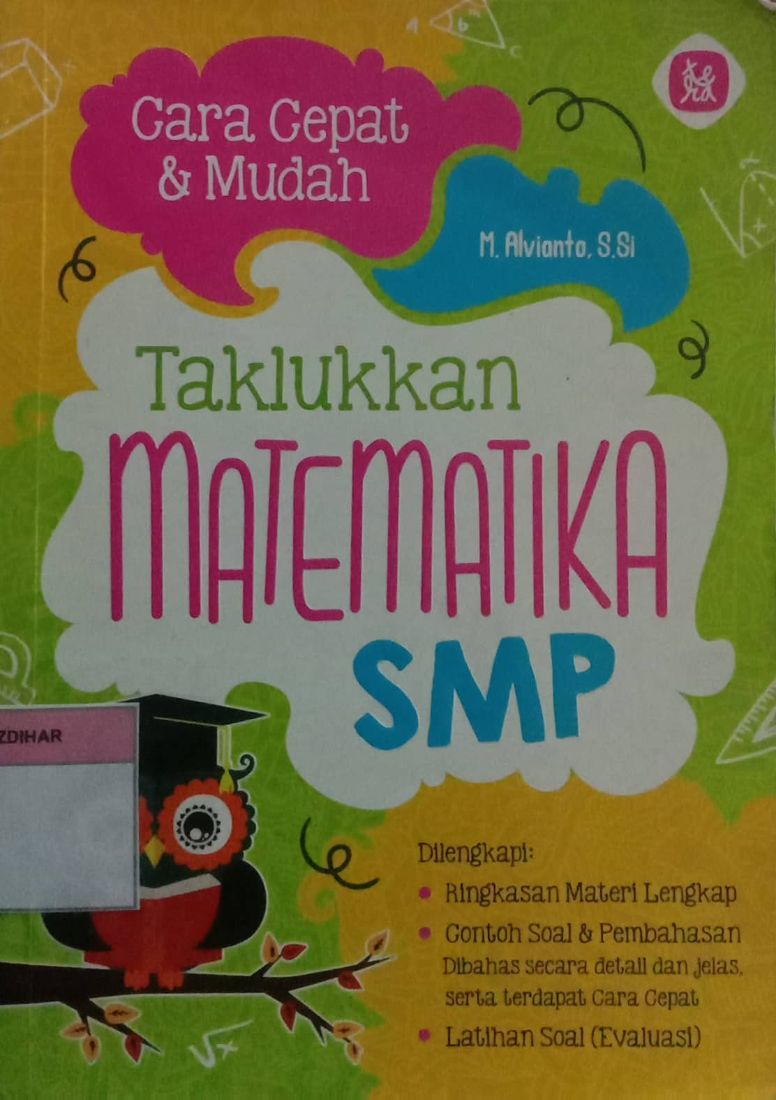 Cara Cepat
& Mudah
M. Alvianto, S.Si
Taklukkan
MATEMATIKA
SMP
ZDIHAR
Dilengkapi:
• Ringkasan Materi Lengkap
• Contoh Soal & Pembahasan
Dibahas secara detail dan jelas,
serta terdapat Cara Cepat
• Latihan Soal (Evaluasi)
√x